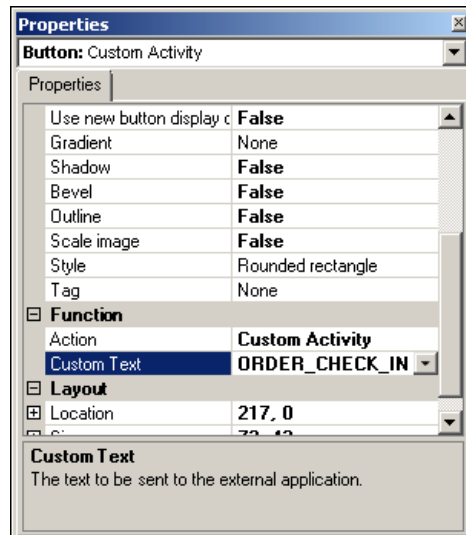 Properties
Button: Custom Activity
Properties
Use new button display False
Gradient None
Shadow False
Bevel False
Outline False
Scale image False
Style Rounded rectangle
Tag None
Function
Action Custom Activity
Custom Text ORDER_CHECK_IN
Layout
Location 217, 0
Custom Text
The text to be sent to the external application.